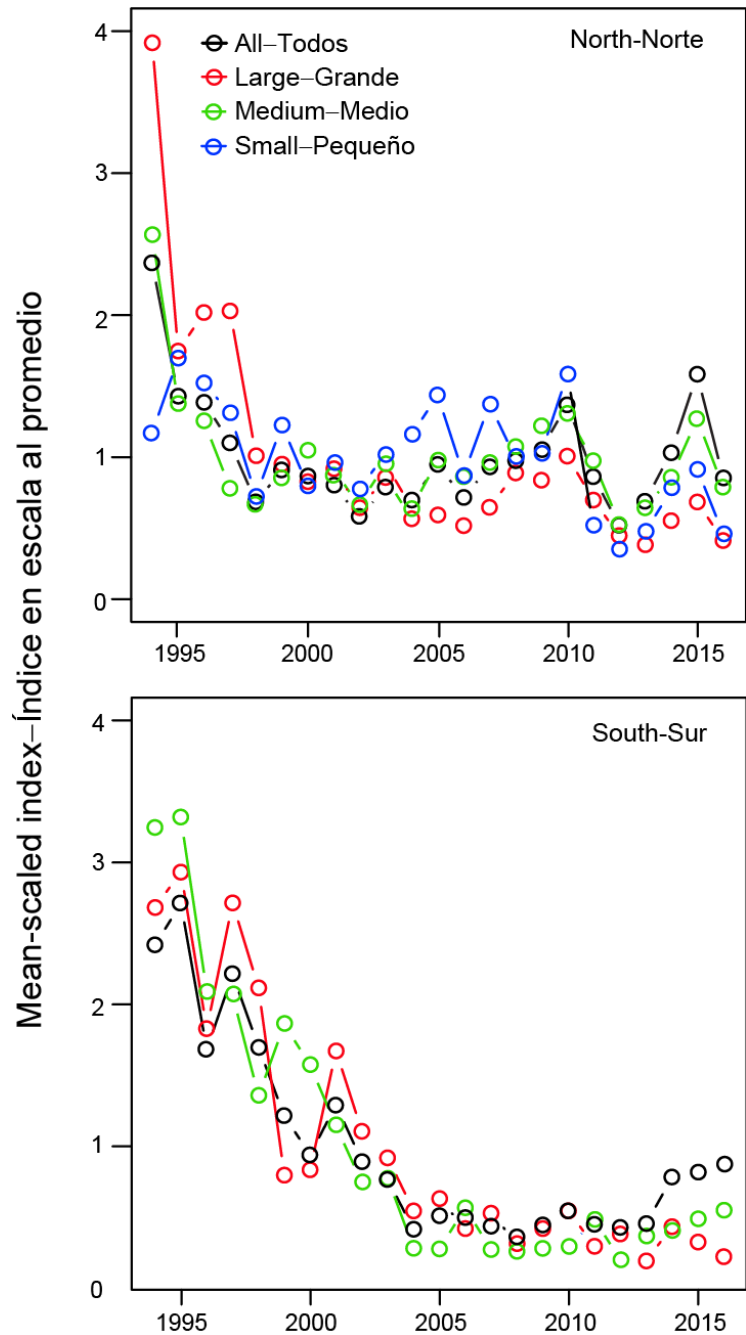 Mean-scaled index–Índice en escala al promedio
4
3
2
1
0
All–Todos
Large–Grande
Medium–Medio
Small–Pequeño
North-Norte
1995 2000 2005 2010 2015
4
3
2
1
0
South-Sur
1995 2000 2005 2010 2015